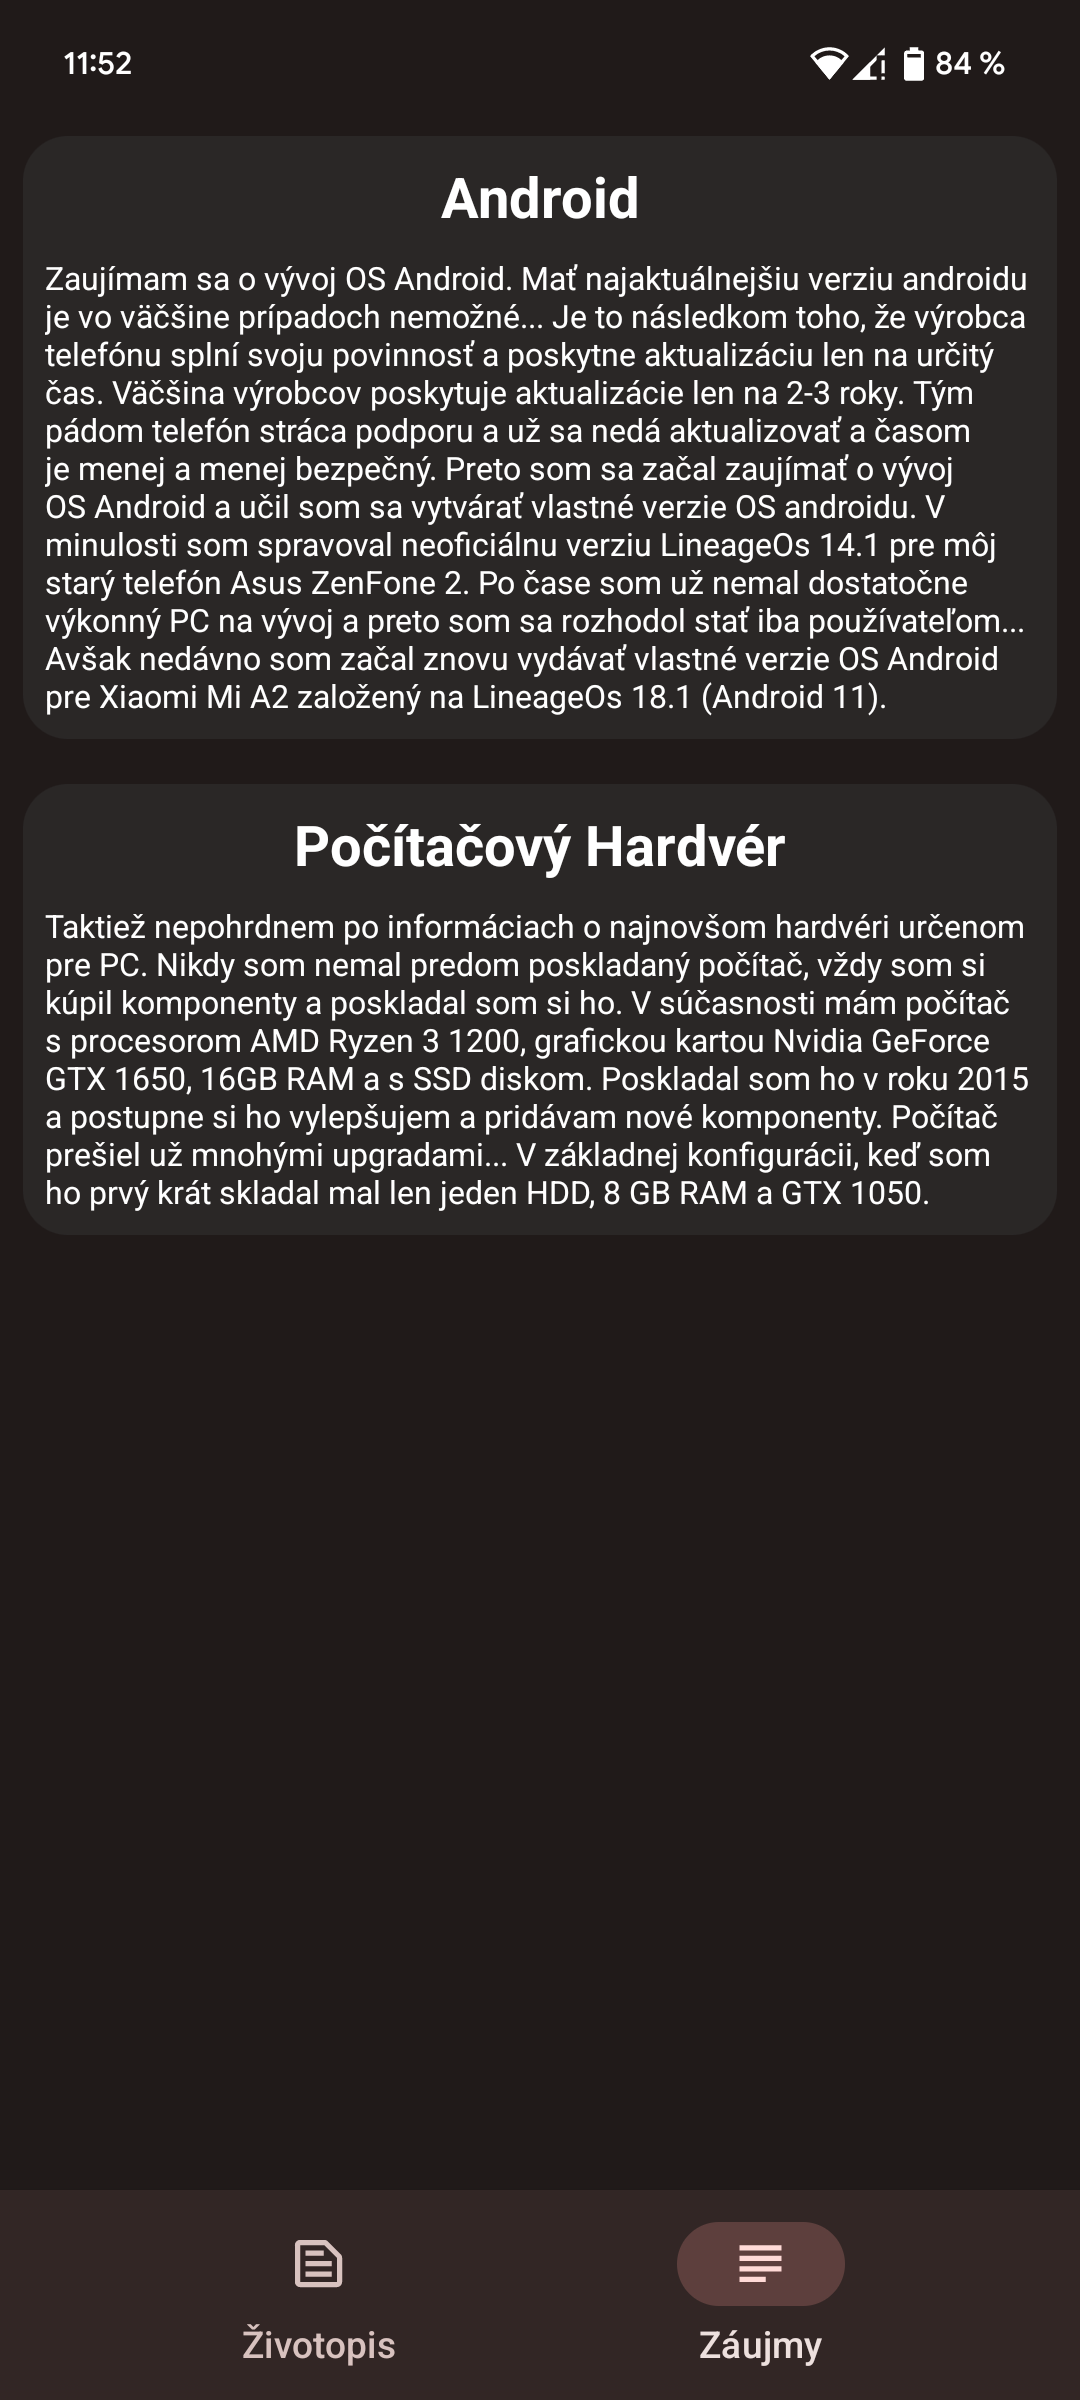 11:52
84 %
Android
Zaujímam sa o vývoj OS Android. Mať najaktuálnejšiu verziu androidu
je vo väčšine prípadoch nemožné... Je to následkom toho, že výrobca
telefónu splní svoju povinnosť a poskytne aktualizáciu len na určitý
čas. Väčšina výrobcov poskytuje aktualizácie len na 2-3 roky. Tým
pádom telefón stráca podporu a už sa nedá aktualizovať a časom
je menej a menej bezpečný. Preto som sa začal zaujímať o vývoj
OS Android a učil som sa vytvárať vlastné verzie OS androidu. V
minulosti som spravoval neoficiálnu verziu LineageOs 14.1 pre môj
starý telefón Asus ZenFone 2. Po čase som už nemal dostatočne
výkonný PC na vývoj a preto som sa rozhodol stať iba používateľom...
Avšak nedávno som začal znovu vydávať vlastné verzie OS Android
pre Xiaomi Mi A2 založený na LineageOs 18.1 (Android 11).
Počítačový Hardvér
Taktiež nepohrdnem po informáciach o najnovšom hardvéri určenom
pre PC. Nikdy som nemal predom poskladaný počítač, vždy som si
kúpil komponenty a poskladal som si ho. V súčasnosti mám počítač
s procesorom AMD Ryzen 3 1200, grafickou kartou Nvidia GeForce
GTX 1650, 16GB RAM a s SSD diskom. Poskladal som ho v roku 2015
a postupne si ho vylepšujem a pridávam nové komponenty. Počítač
prešiel už mnohými upgradami... V základnej konfigurácii, keď som
ho prvý krát skladal mal len jeden HDD, 8 GB RAM a GTX 1050.
Životopis
Záujmy